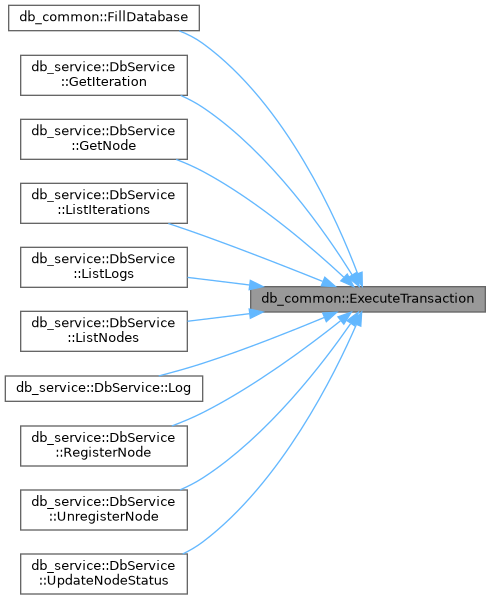 db_common::FillDatabase
db_service::DbService
::GetIteration
db_service::DbService
::GetNode
db_service::DbService
::ListIterations
db_service::DbService
::ListLogs
db_common::ExecuteTransaction
db_service::DbService
::ListNodes
db_service::DbService::Log
db_service::DbService
::RegisterNode
db_service::DbService
::UnregisterNode
db_service::DbService
::UpdateNodeStatus